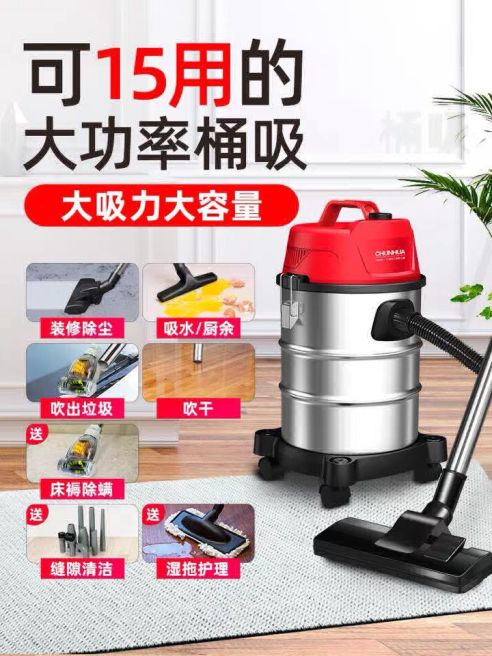 可15用的
大功率桶吸
大吸力大容量
CHUNHUA
装修除尘
吸水/厨余
吹出垃圾
吹干
送
床褥除螨
送
送
缝隙清洁
湿拖护理